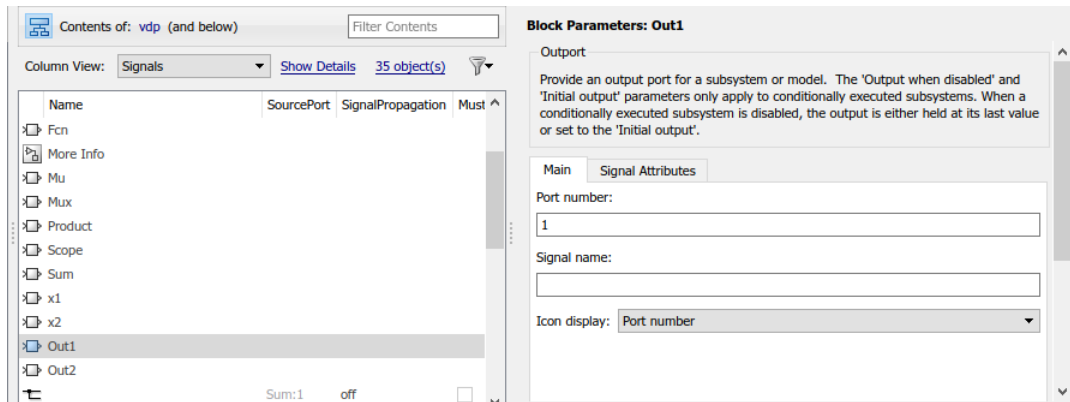 Contents of: vdp (and below)
Filter Contents
Column View: Signals Show Details 35 object(s)
Name SourcePort SignalPropagation Must
Fcn
More Info
Mu
Mux
Product
Scope
Sum
x1
x2
Out1
Out2
Sum:1 off
Block Parameters: Out1
Outport
Provide an output port for a subsystem or model. The 'Output when disabled' and
'Initial output' parameters only apply to conditionally executed subsystems. When a
conditionally executed subsystem is disabled, the output is either held at its last value
or set to the 'Initial output'.
Main Signal Attributes
Port number:
1
Signal name:
Icon display: Port number